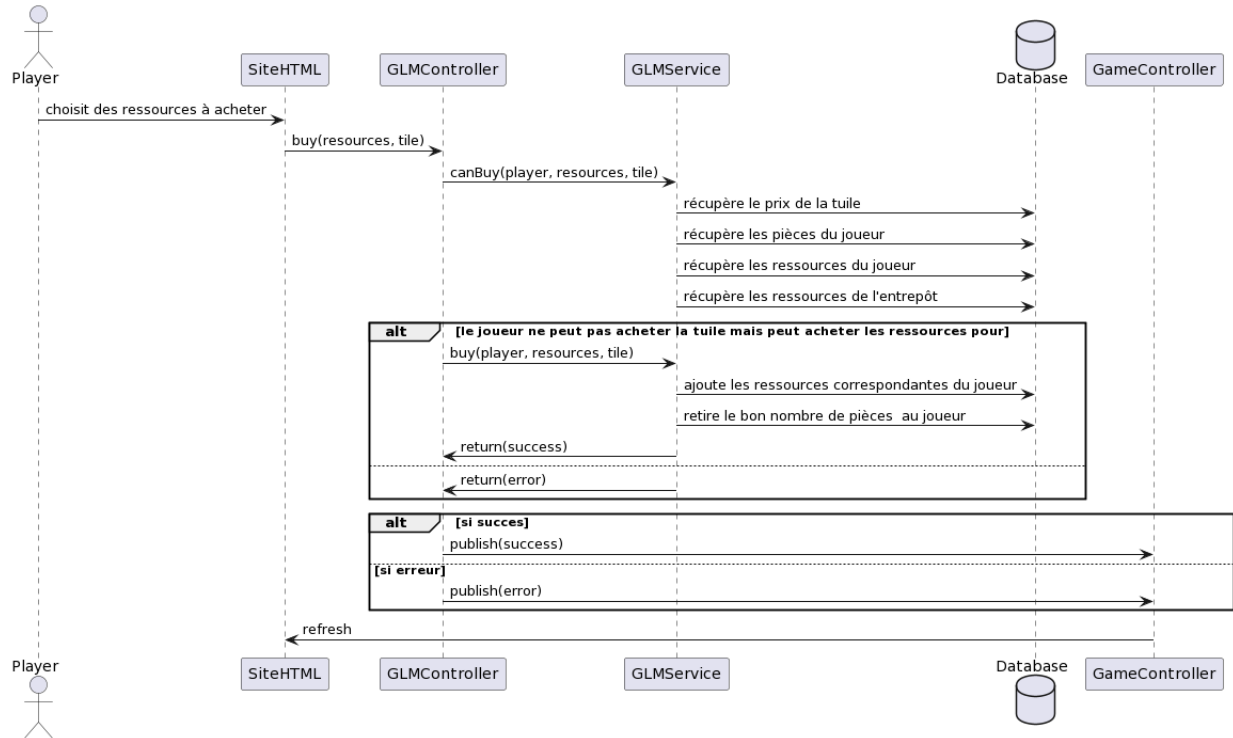 Player
SiteHTML
GLMController
GLMService
Database
GameController
choisit des ressources à acheter
buy(resources, tile)
canBuy(player, resources, tile)
récupère le prix de la tuile
récupère les pièces du joueur
récupère les ressources du joueur
récupère les ressources de l'entrepôt
alt [le joueur ne peut pas acheter la tuile mais peut acheter les ressources pour]
buy(player, resources, tile)
ajoute les ressources correspondantes du joueur
retire le bon nombre de pièces  au joueur
return(success)
return(error)
alt [si succes]
publish(success)
[si erreur]
publish(error)
refresh
Player
SiteHTML
GLMController
GLMService
Database
GameController